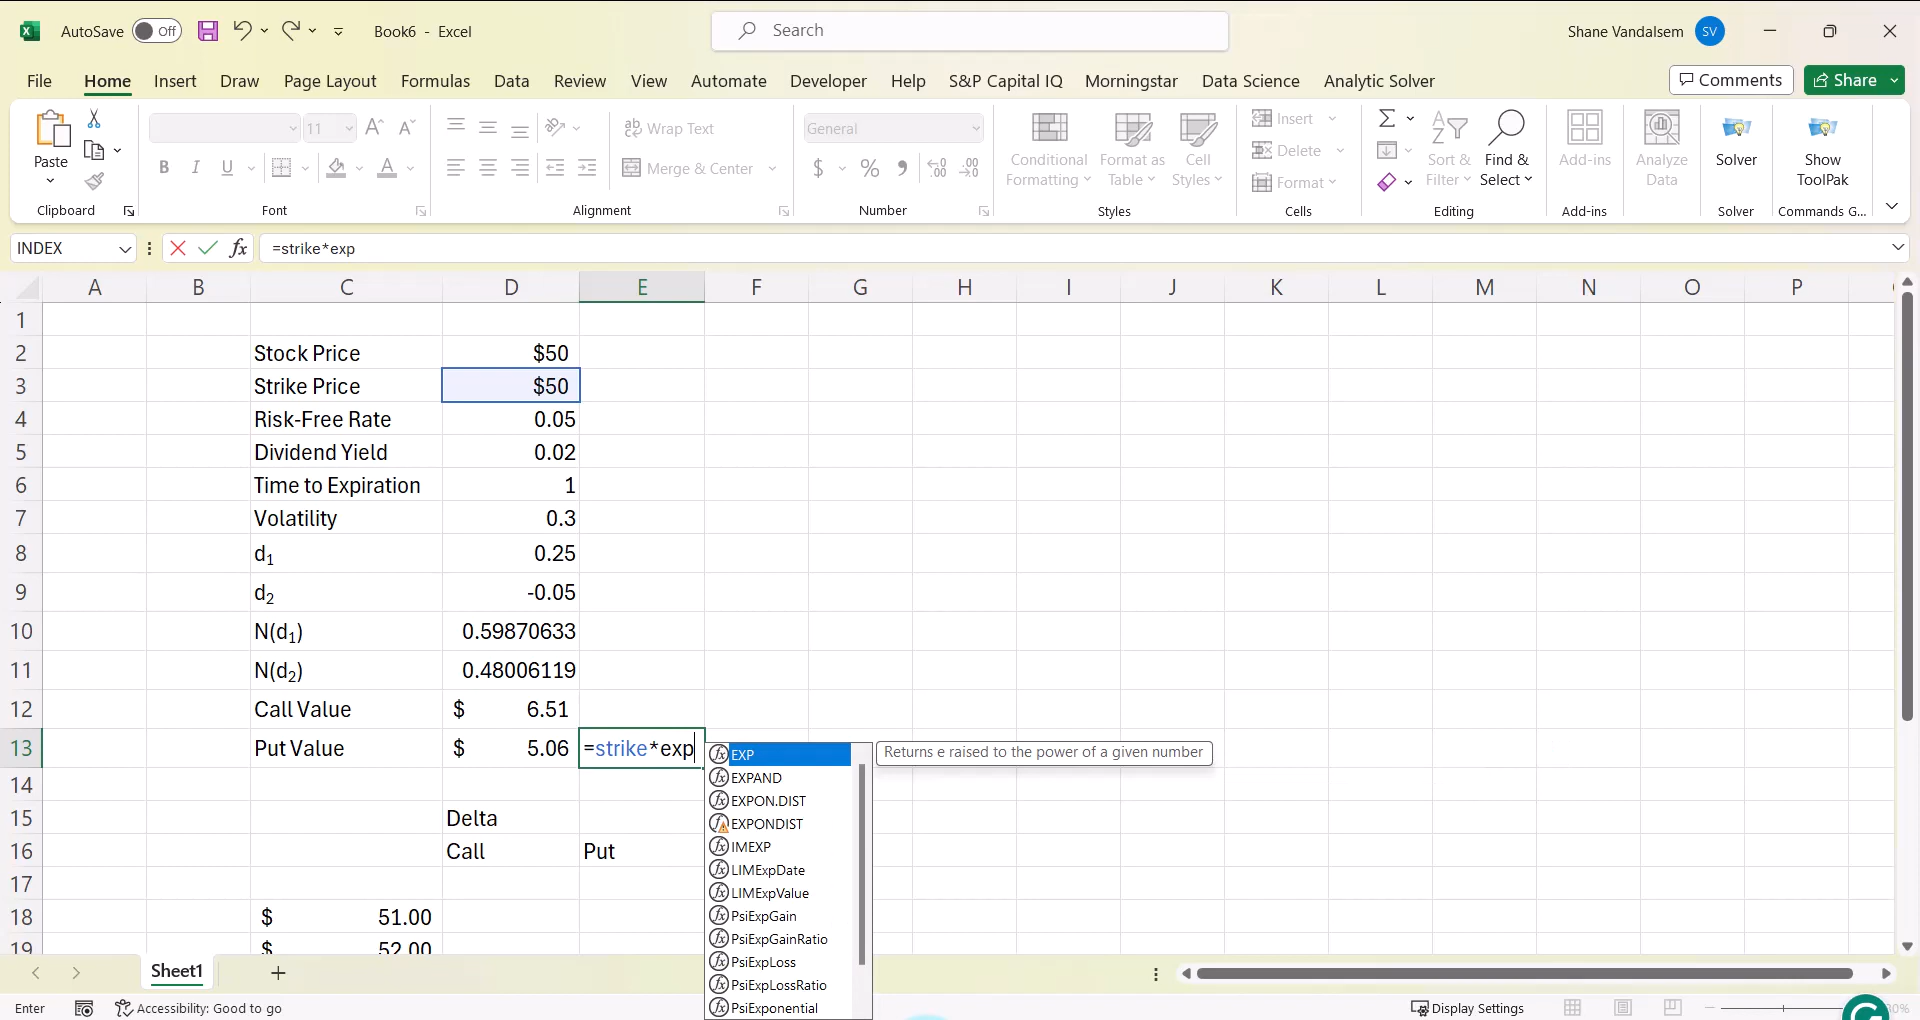 AutoSave Off Book6 - Excel Search Shane Vandalsem SV
File Home Insert Draw Page Layout Formulas Data Review View Automate Developer Help S&P Capital IQ Morningstar Data Science Analytic Solver Comments Share
Paste
Clipboard
11 A A
B I U A
Font
ab Wrap Text
Merge & Center
Alignment
General
$ % 9 .00
Number
Conditional Formatting
Format as Table
Cell Styles
Styles
Insert
Delete
Format
Cells
Sort & Filter
Find & Select
Editing
Add-ins
Add-ins
Analyze Data
Solver
Solver
Show ToolPak
Commands G...
INDEX fx =strike*exp
A B C D E F G H I J K L M N O P
1
2 Stock Price $50
3 Strike Price $50
4 Risk-Free Rate 0.05
5 Dividend Yield 0.02
6 Time to Expiration 1
7 Volatility 0.3
8 d1 0.25
9 d2 -0.05
10 N(d1) 0.59870633
11 N(d2) 0.48006119
12 Call Value $ 6.51
13 Put Value $ 5.06 =strike*exp
EXP Returns e raised to the power of a given number
EXPAND
EXPON.DIST
EXPONDIST
IMEXP
LIMExpDate
LIMExpValue
PsiExpGain
PsiExpGainRatio
PsiExpLoss
PsiExpLossRatio
PsiExponential
14
15 Delta
16 Call Put
17
18 $ 51.00
19 $ 52.00
Sheet1
Enter Accessibility: Good to go Display Settings